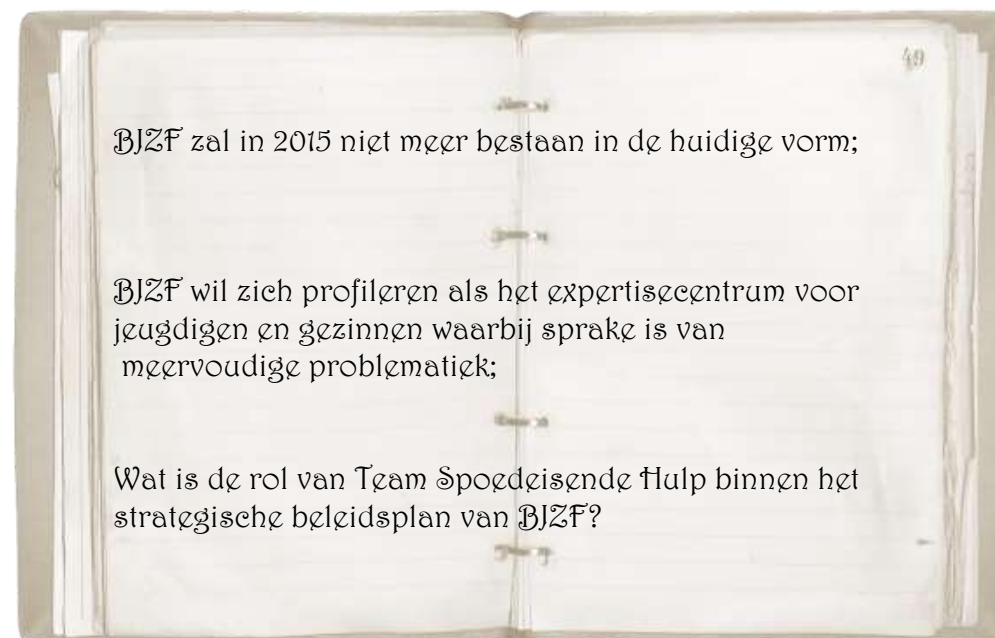 49
BJZF zal in 2015 niet meer bestaan in de huidige vorm;
BJZF wil zich profileren als het expertisecentrum voor
jeugdigen en gezinnen waarbij sprake is van
meervoudige problematiek;
Wat is de rol van Team Spoedeisende Hulp binnen het
strategische beleidsplan van BJZF?